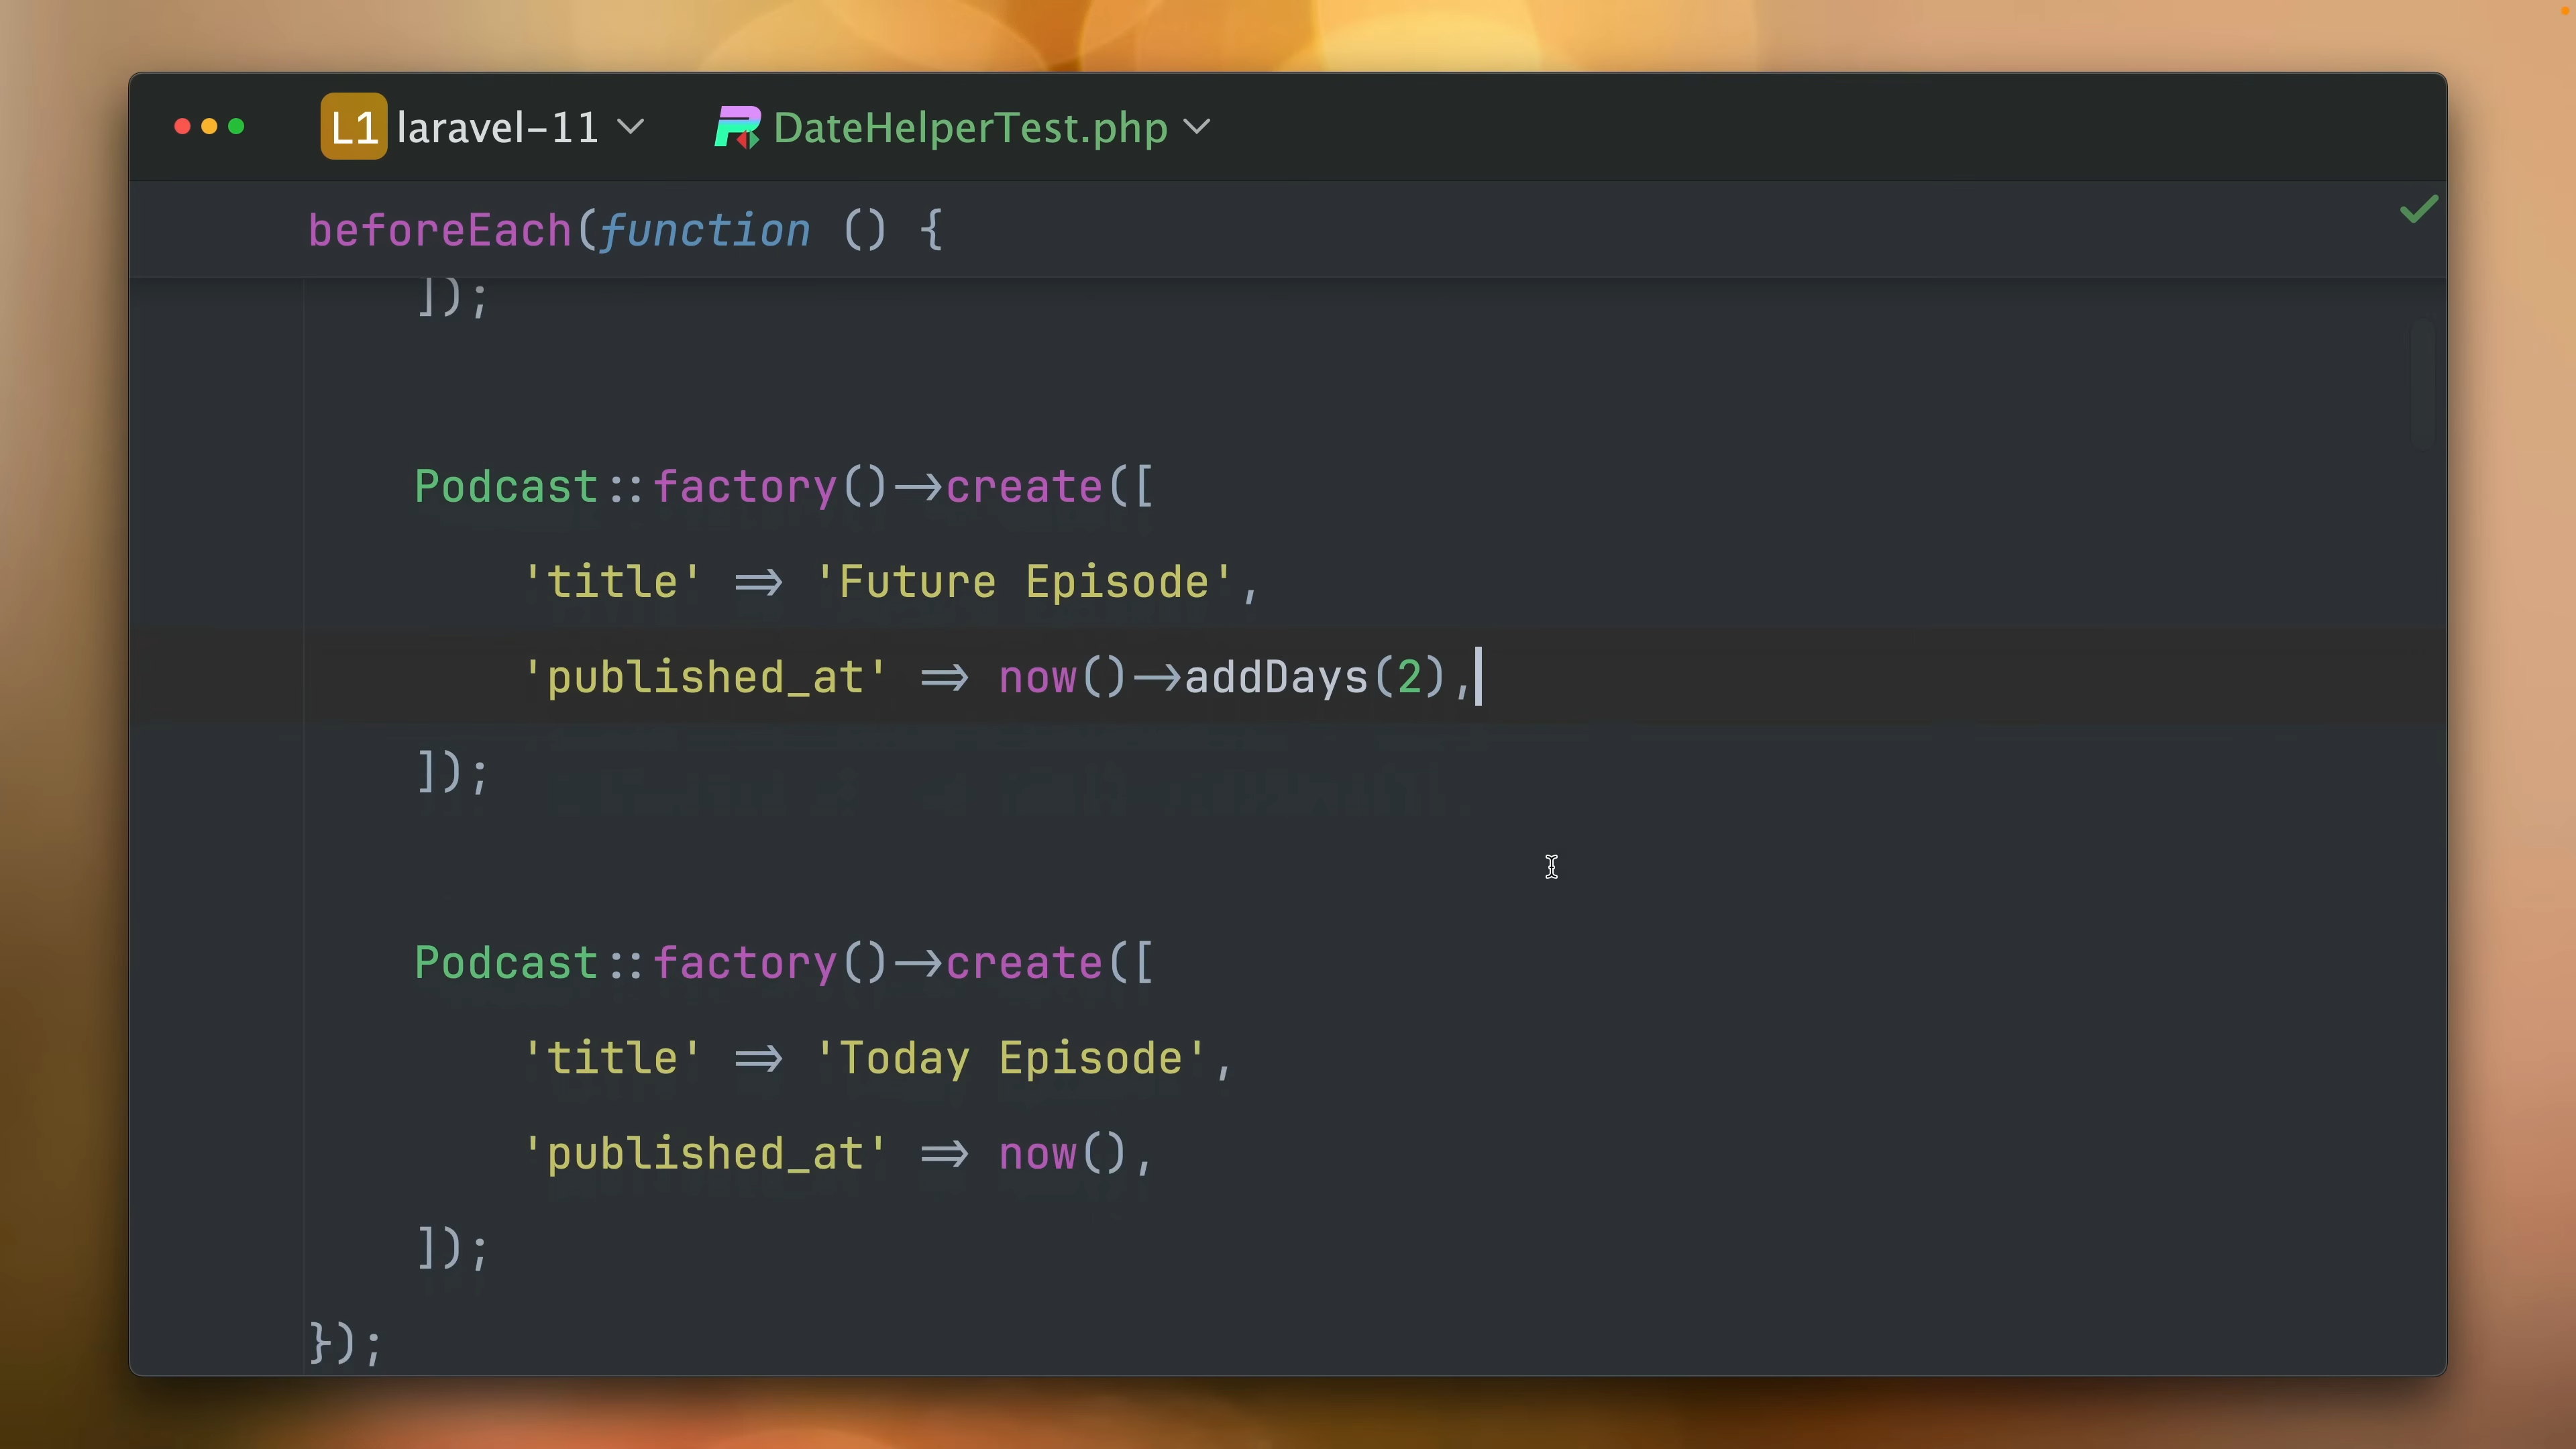 L1 laravel-11 DateHelperTest.php
beforeEach(function () {
]);
Podcast::factory()->create([
'title' => 'Future Episode',
'published_at' => now()->addDays(2),
]);
Podcast::factory()->create([
'title' => 'Today Episode',
'published_at' => now(),
]);
});